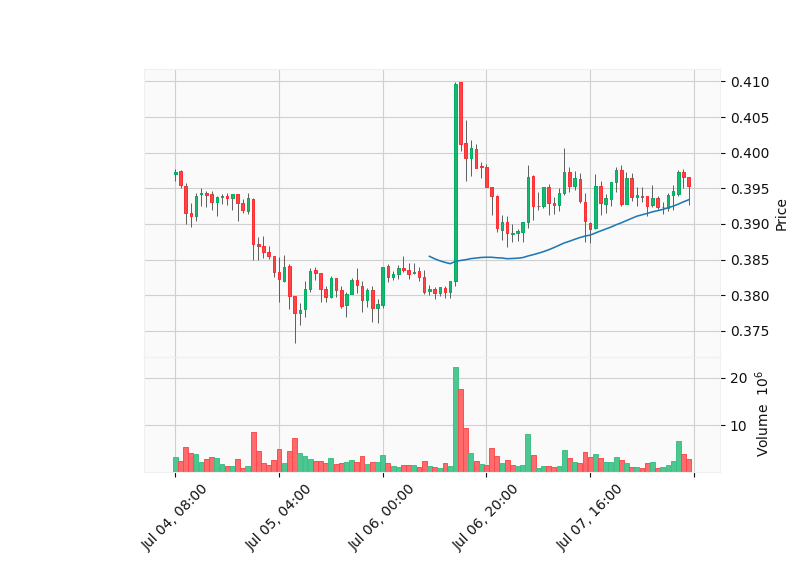 0.410
0.405
0.400
0.395
0.390
0.385
0.380
0.375
Price
20
10
Volume 10^6
Jul 04, 08:00
Jul 05, 04:00
Jul 06, 00:00
Jul 06, 20:00
Jul 07, 16:00